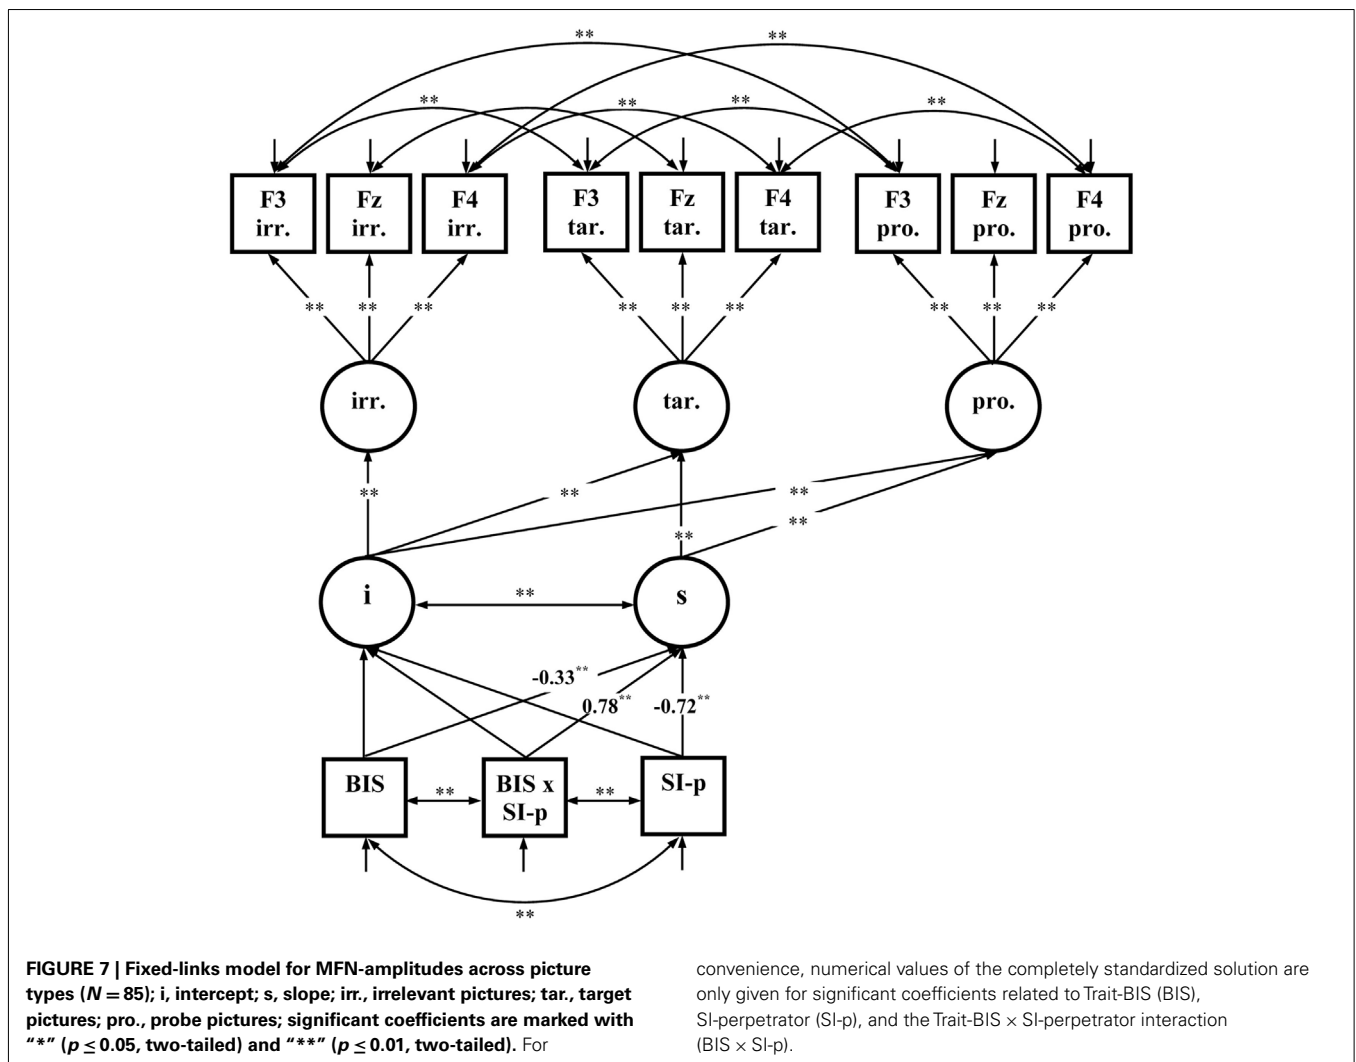 ** **
** ** ** **
F3 Fz F4 F3 Fz F4 F3 Fz F4
irr. irr. irr. tar. tar. tar. pro. pro. pro.
** ** ** ** ** ** ** ** **
irr. tar. pro.
** ** **
**
**
i ** s
-0.33**
0.78** -0.72**
BIS ** BIS x ** SI-p
SI-p
**
FIGURE 7 | Fixed-links model for MFN-amplitudes across picture
types (N = 85); i, intercept; s, slope; irr., irrelevant pictures; tar., target
pictures; pro., probe pictures; significant coefficients are marked with
“*” (p ≤ 0.05, two-tailed) and “**” (p ≤ 0.01, two-tailed). For
convenience, numerical values of the completely standardized solution are
only given for significant coefficients related to Trait-BIS (BIS),
SI-perpetrator (SI-p), and the Trait-BIS × SI-perpetrator interaction
(BIS × SI-p).